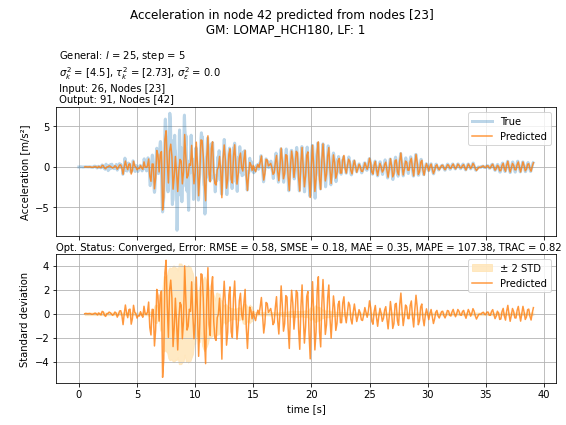 Acceleration in node 42 predicted from nodes [23]
GM: LOMAP_HCH180, LF: 1
General: l = 25, step = 5
σ²ₖ = [4.5], τ²ₖ = [2.73], σ²ε = 0.0
Input: 26, Nodes [23]
Output: 91, Nodes [42]
Acceleration [m/s²]
5
0
−5
True
Predicted
Opt. Status: Converged, Error: RMSE = 0.58, SMSE = 0.18, MAE = 0.35, MAPE = 107.38, TRAC = 0.82
Standard deviation
4
2
0
−2
−4
± 2 STD
Predicted
0 5 10 15 20 25 30 35 40
time [s]